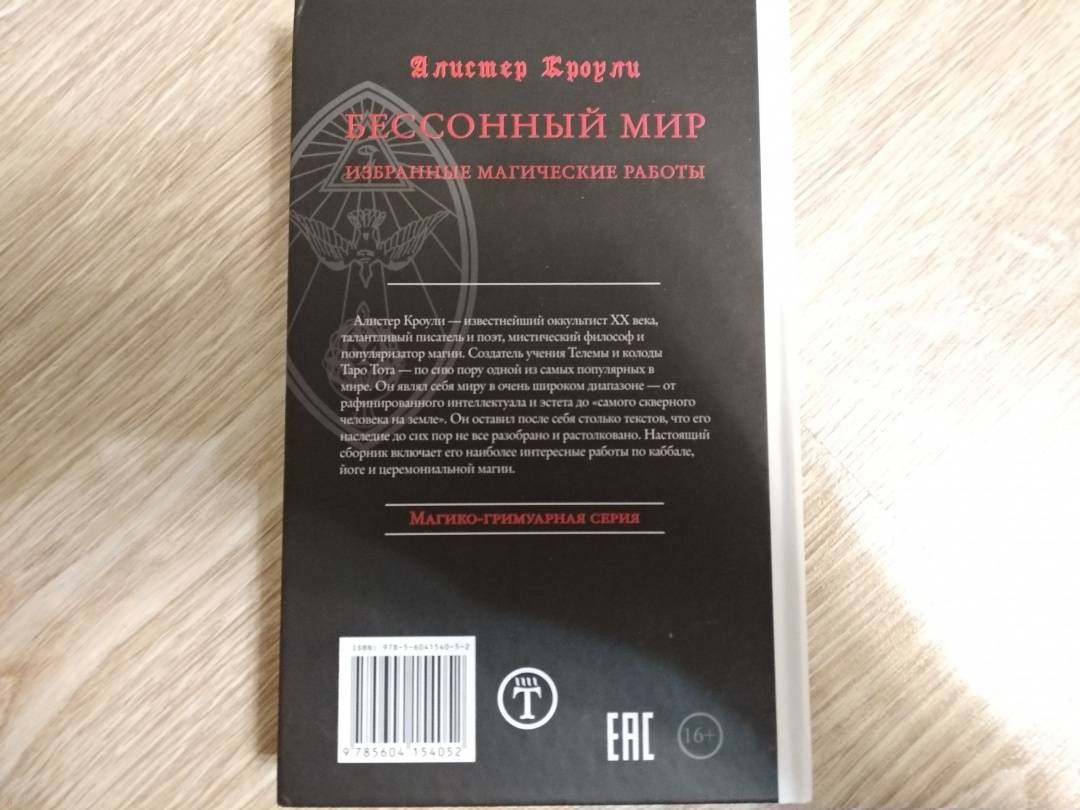 Алистер Кроули
БЕССОННЫЙ МИР
ИЗБРАННЫЕ МАГИЧЕСКИЕ РАБОТЫ
Алистер Кроули — известнейший оккультист XX века,
талантливый писатель и поэт, мистический философ и
популяризатор магии. Создатель учения Телемы и колоды
Таро Тота — по сию пору одной из самых популярных в
мире. Он являл себя миру в очень широком диапазоне — от
рафинированного интеллектуала и эстета до «самого скверного
человека на земле». Он оставил после себя столько текстов, что его
наследие до сих пор не все разобрано и растолковано. Настоящий
сборник включает его наиболее интересные работы по каббале,
йоге и церемониальной магии.
Магико-гримуарная серия
ISBN: 978-5-6041540-5-2
9 785604 154052
Т
EAC
16+